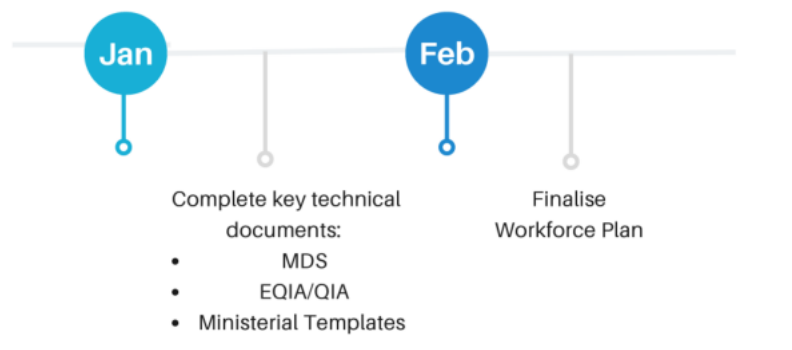 Jan
Feb
Complete key technical
documents:
• MDS
• EQIA/QIA
• Ministerial Templates
Finalise
Workforce Plan